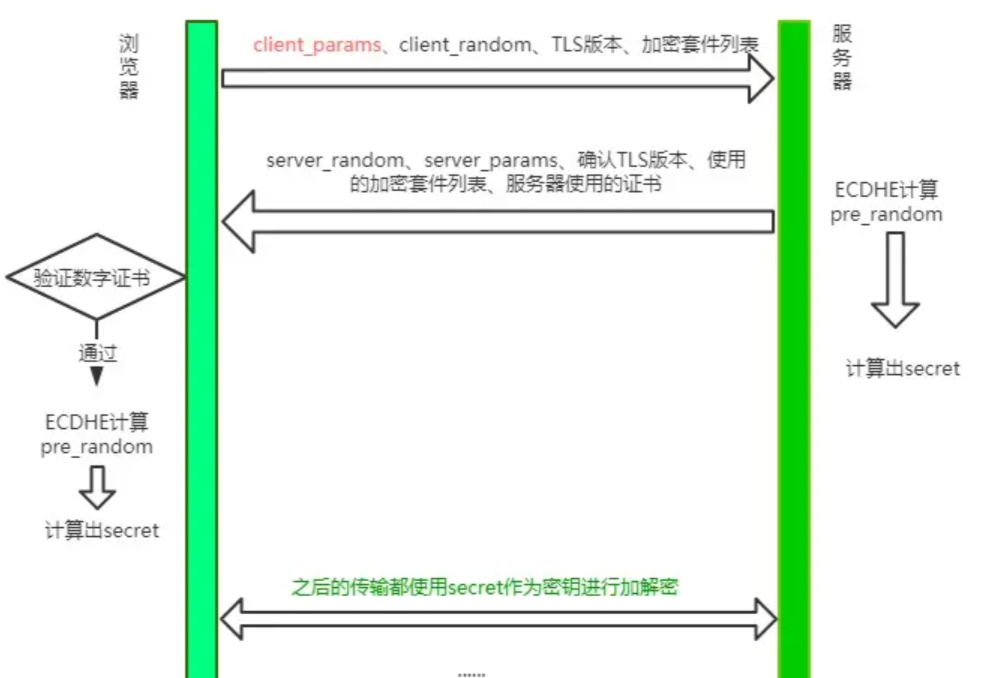 浏览器
client_params、client_random、TLS版本、加密套件列表
服务器
server_random、server_params、确认TLS版本、使用
的加密套件列表、服务器使用的证书
ECDHE计算
pre_random
计算出secret
验证数字证书
通过
ECDHE计算
pre_random
计算出secret
之后的传输都使用secret作为密钥进行加解密
......